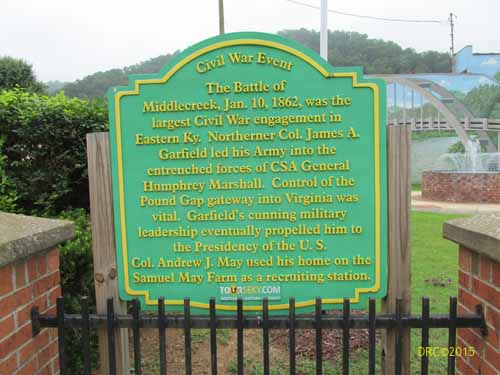 Civil War Event
The Battle of
Middlecreek, Jan. 10, 1862, was the
largest Civil War engagement in
Eastern Ky. Northerner Col. James A.
Garfield led his Army into the
entrenched forces of CSA General
Humphrey Marshall. Control of the
Pound Gap gateway into Virginia was
vital. Garfield's cunning military
leadership eventually propelled him to
the Presidency of the U. S.
Col. Andrew J. May used his home on the
Samuel May Farm as a recruiting station.
TOURSEKY.COM
DRC©2015